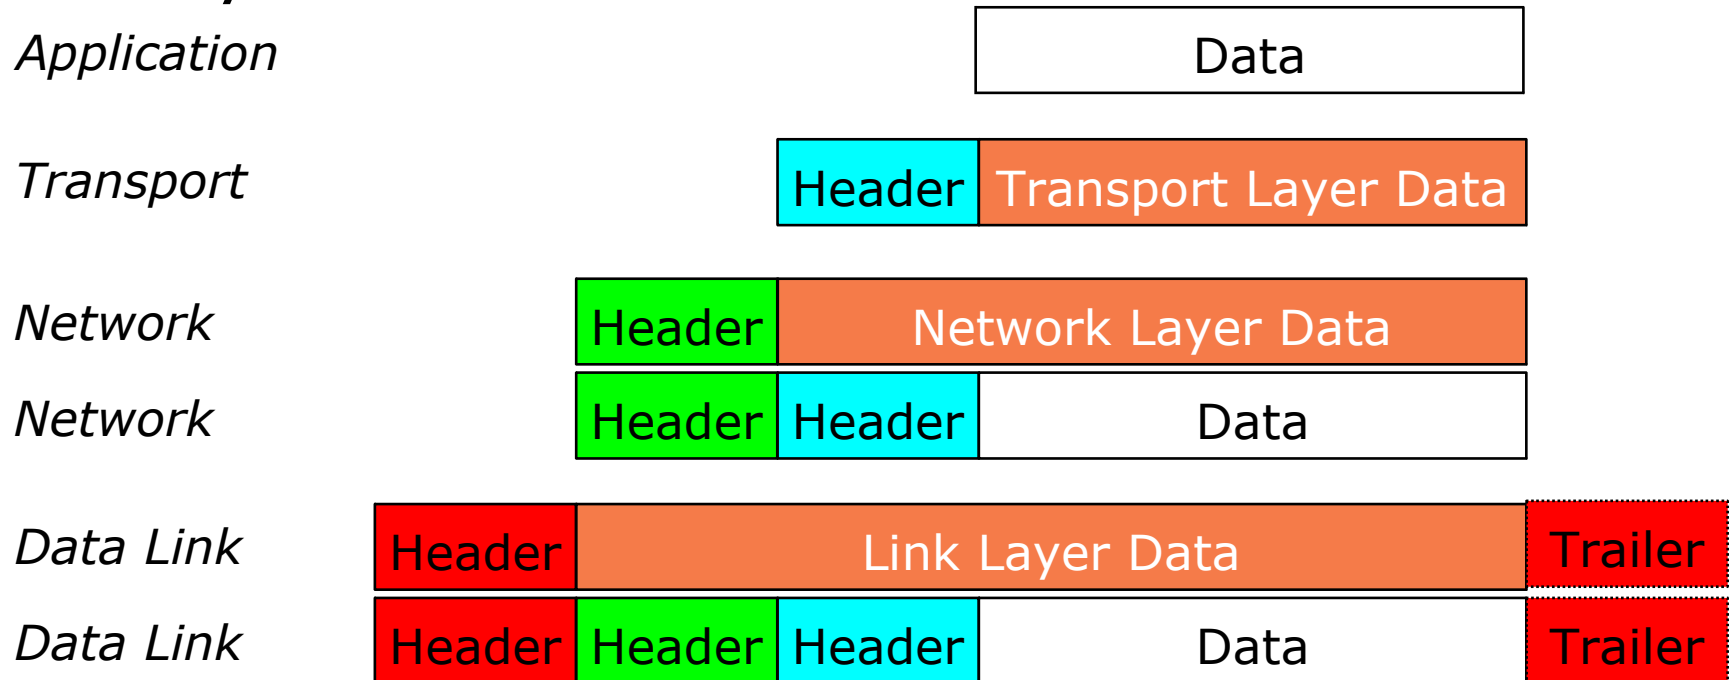 Application Data
Transport Header Transport Layer Data
Network Header Network Layer Data
Network Header Header Data
Data Link Header Link Layer Data Trailer
Data Link Header Header Header Data Trailer